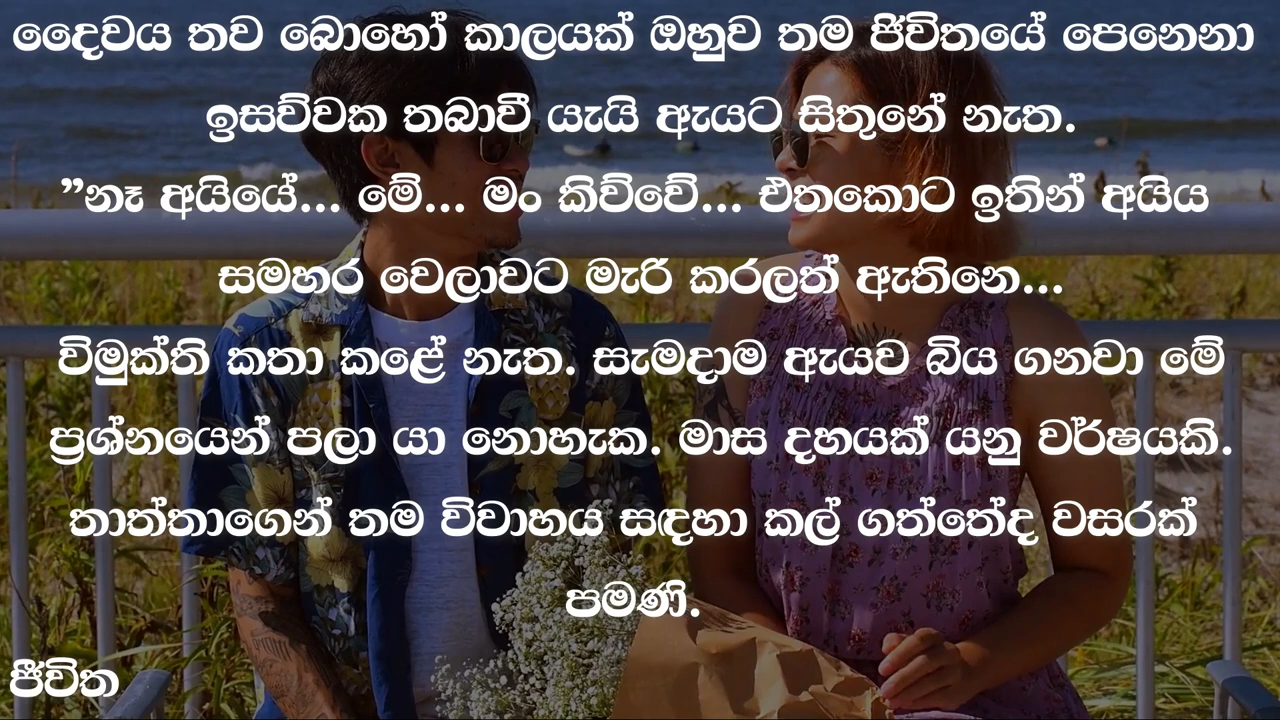 දෛවය තව බොහෝ කාලයක් ඔහුව තම ජිවිතයේ පෙනෙනා
ඉසව්වක තබාවී යැයි ඇයට සිතුනේ නැත.
”නෑ අයියේ... මේ... මං කිව්වේ... එතකොට ඉතින් අයිය
සමහර වෙලාවට මැරි කරලත් ඇතිනෙ...
විමුක්ති කතා කළේ නැත. සැමදාම ඇයව බිය ගනවා මේ
ප්‍රශ්නයෙන් පලා යා නොහැක. මාස දහයක් යනු වර්ෂයකි.
තාත්තාගෙන් තම විවාහය සඳහා කල් ගත්තේද වසරක්
පමණි.
ජීවිත